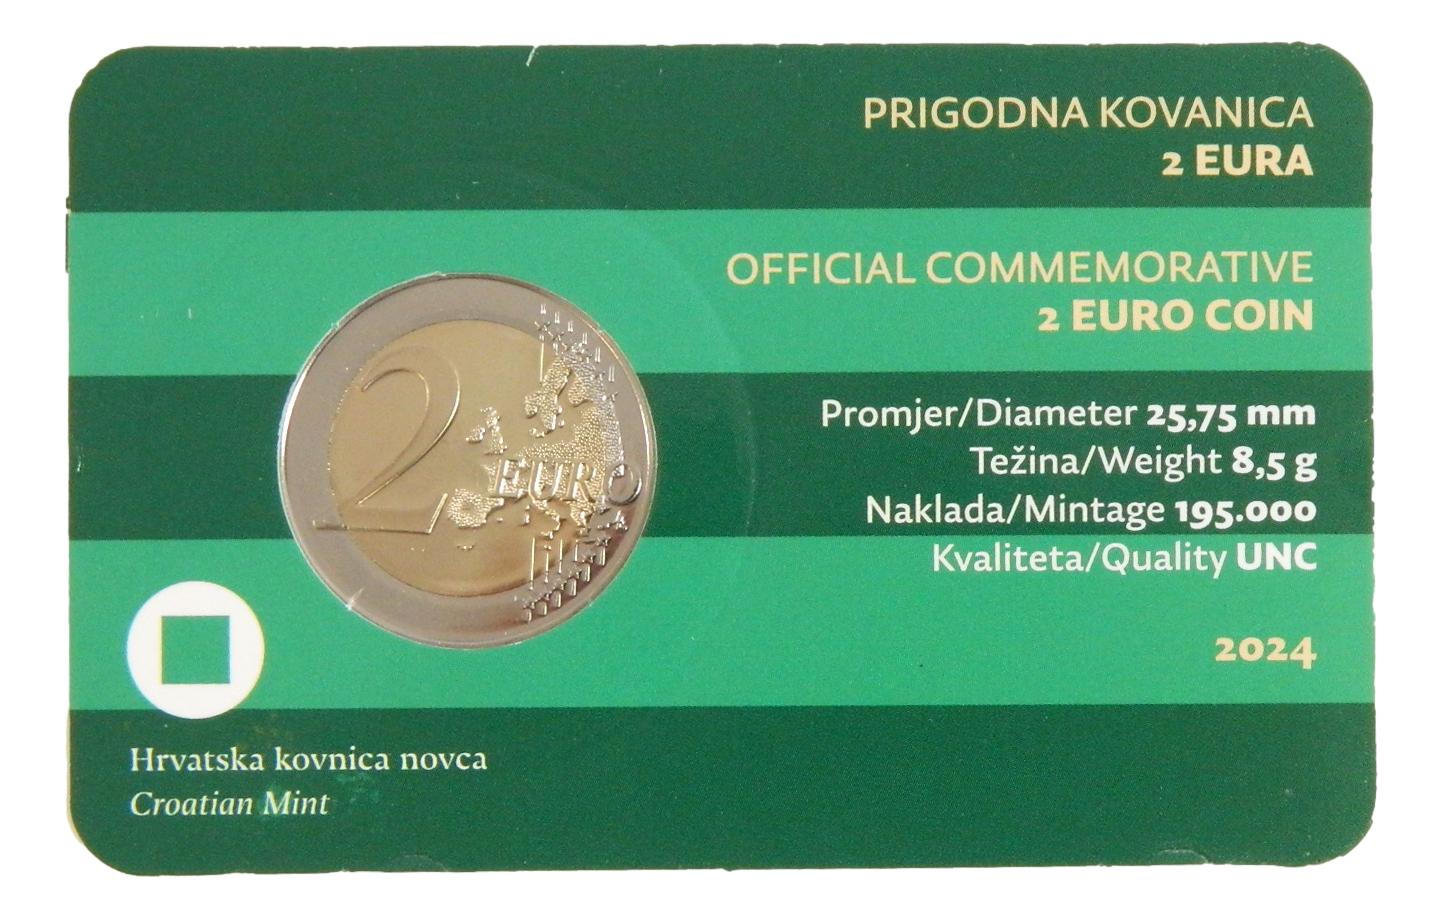 PRIGODNA KOVANICA
2 EURA
OFFICIAL COMMEMORATIVE
2 EURO COIN
Promjer/Diameter 25,75 mm
Težina/Weight 8,5 g
Naklada/Mintage 195.000
Kvaliteta/Quality UNC
2024
2 EURO
Hrvatska kovnica novca
Croatian Mint